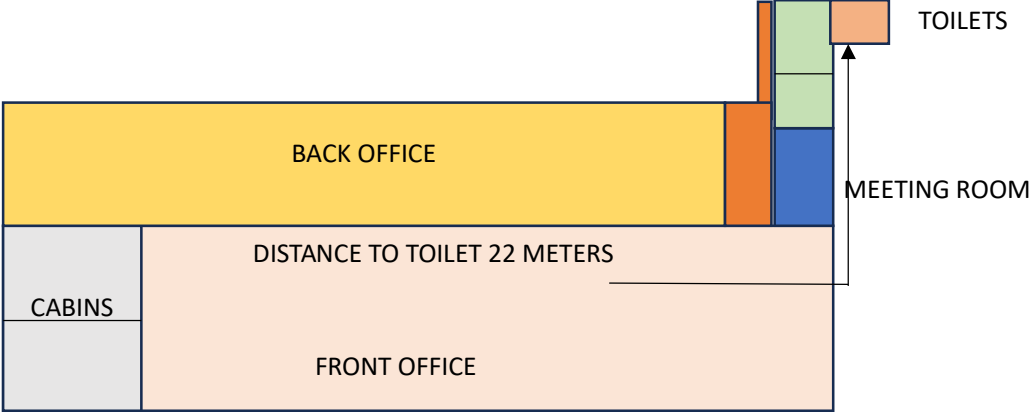 TOILETS
BACK OFFICE
MEETING ROOM
DISTANCE TO TOILET 22 METERS
CABINS
FRONT OFFICE